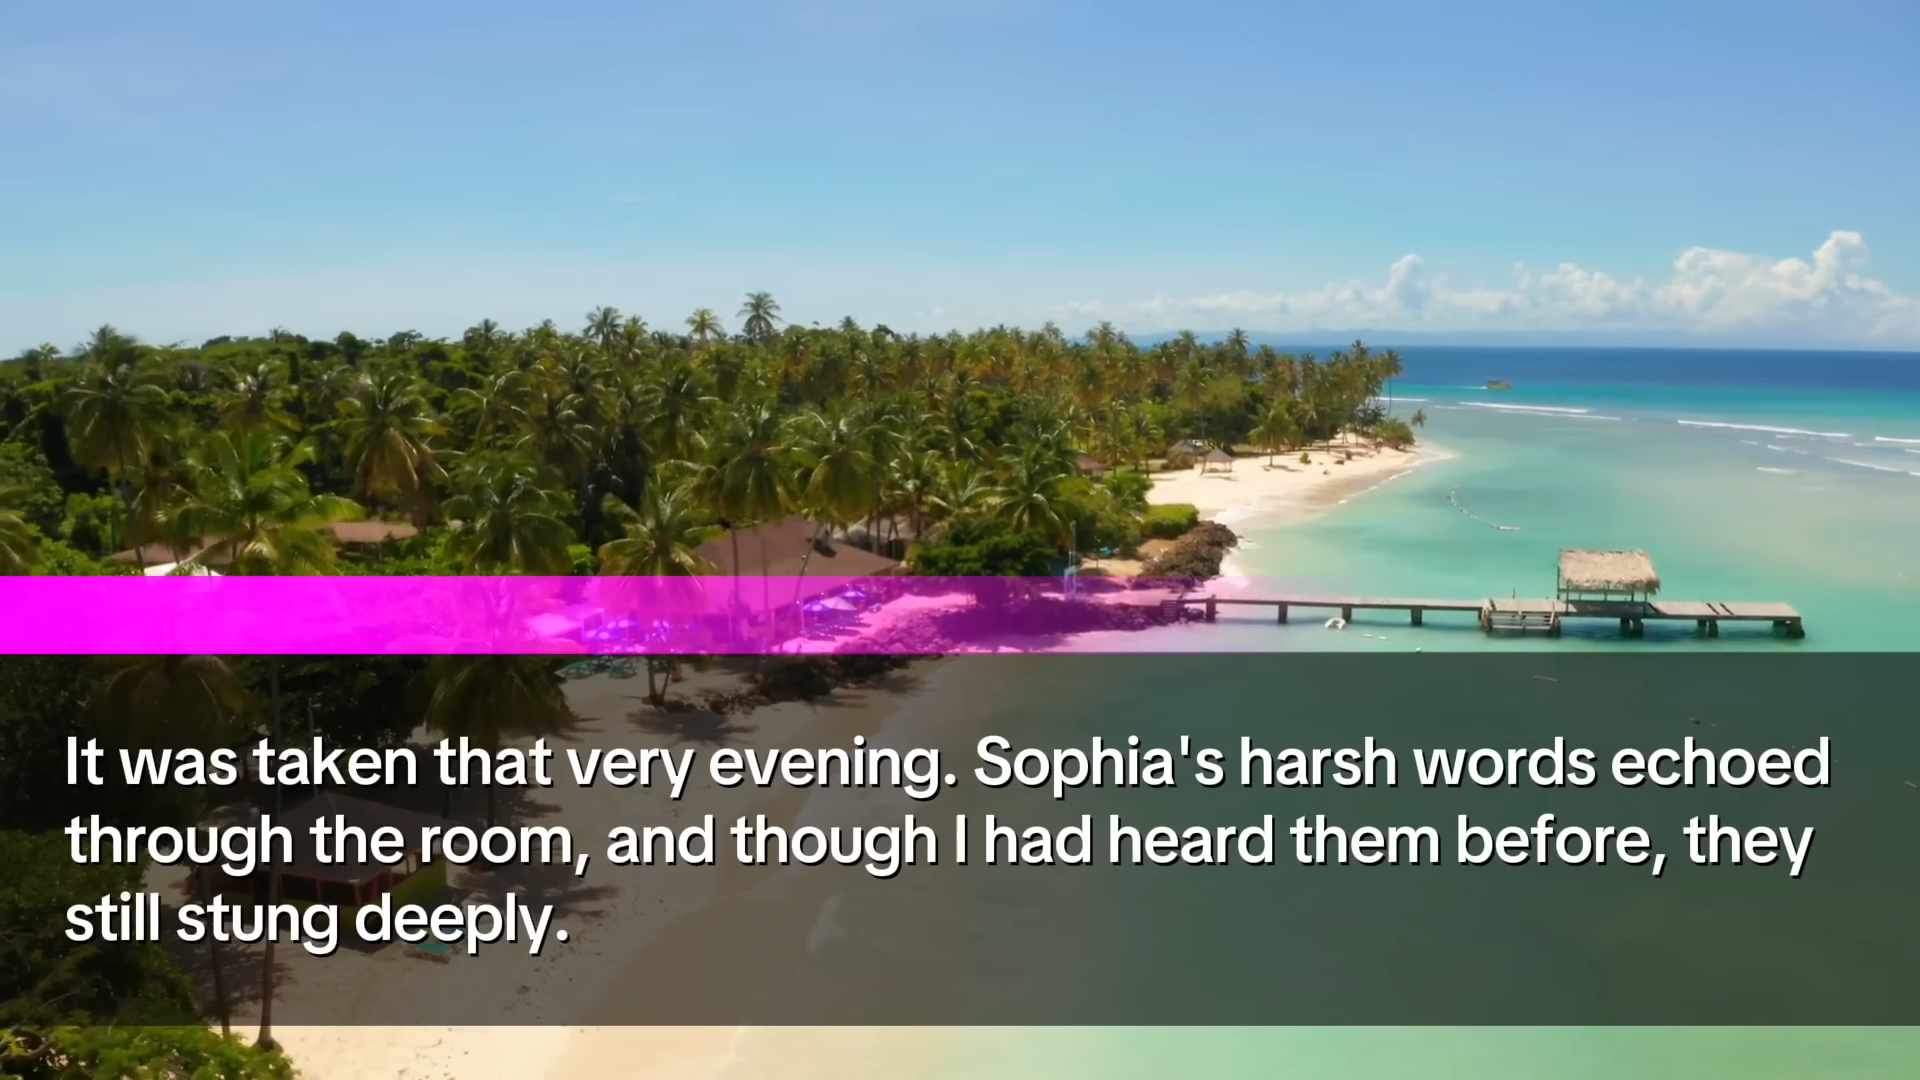 It was taken that very evening. Sophia's harsh words echoed
through the room, and though I had heard them before, they
still stung deeply.